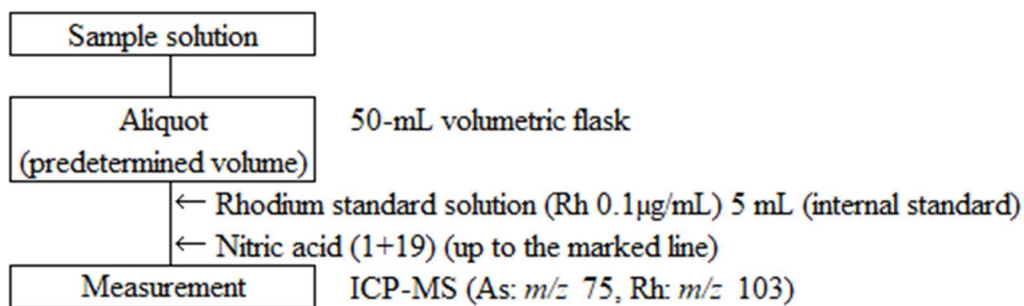 Sample solution
Aliquot 50-mL volumetric flask
(predetermined volume)
← Rhodium standard solution (Rh 0.1μg/mL) 5 mL (internal standard)
← Nitric acid (1+19) (up to the marked line)
Measurement ICP-MS (As: m/z 75, Rh: m/z 103)